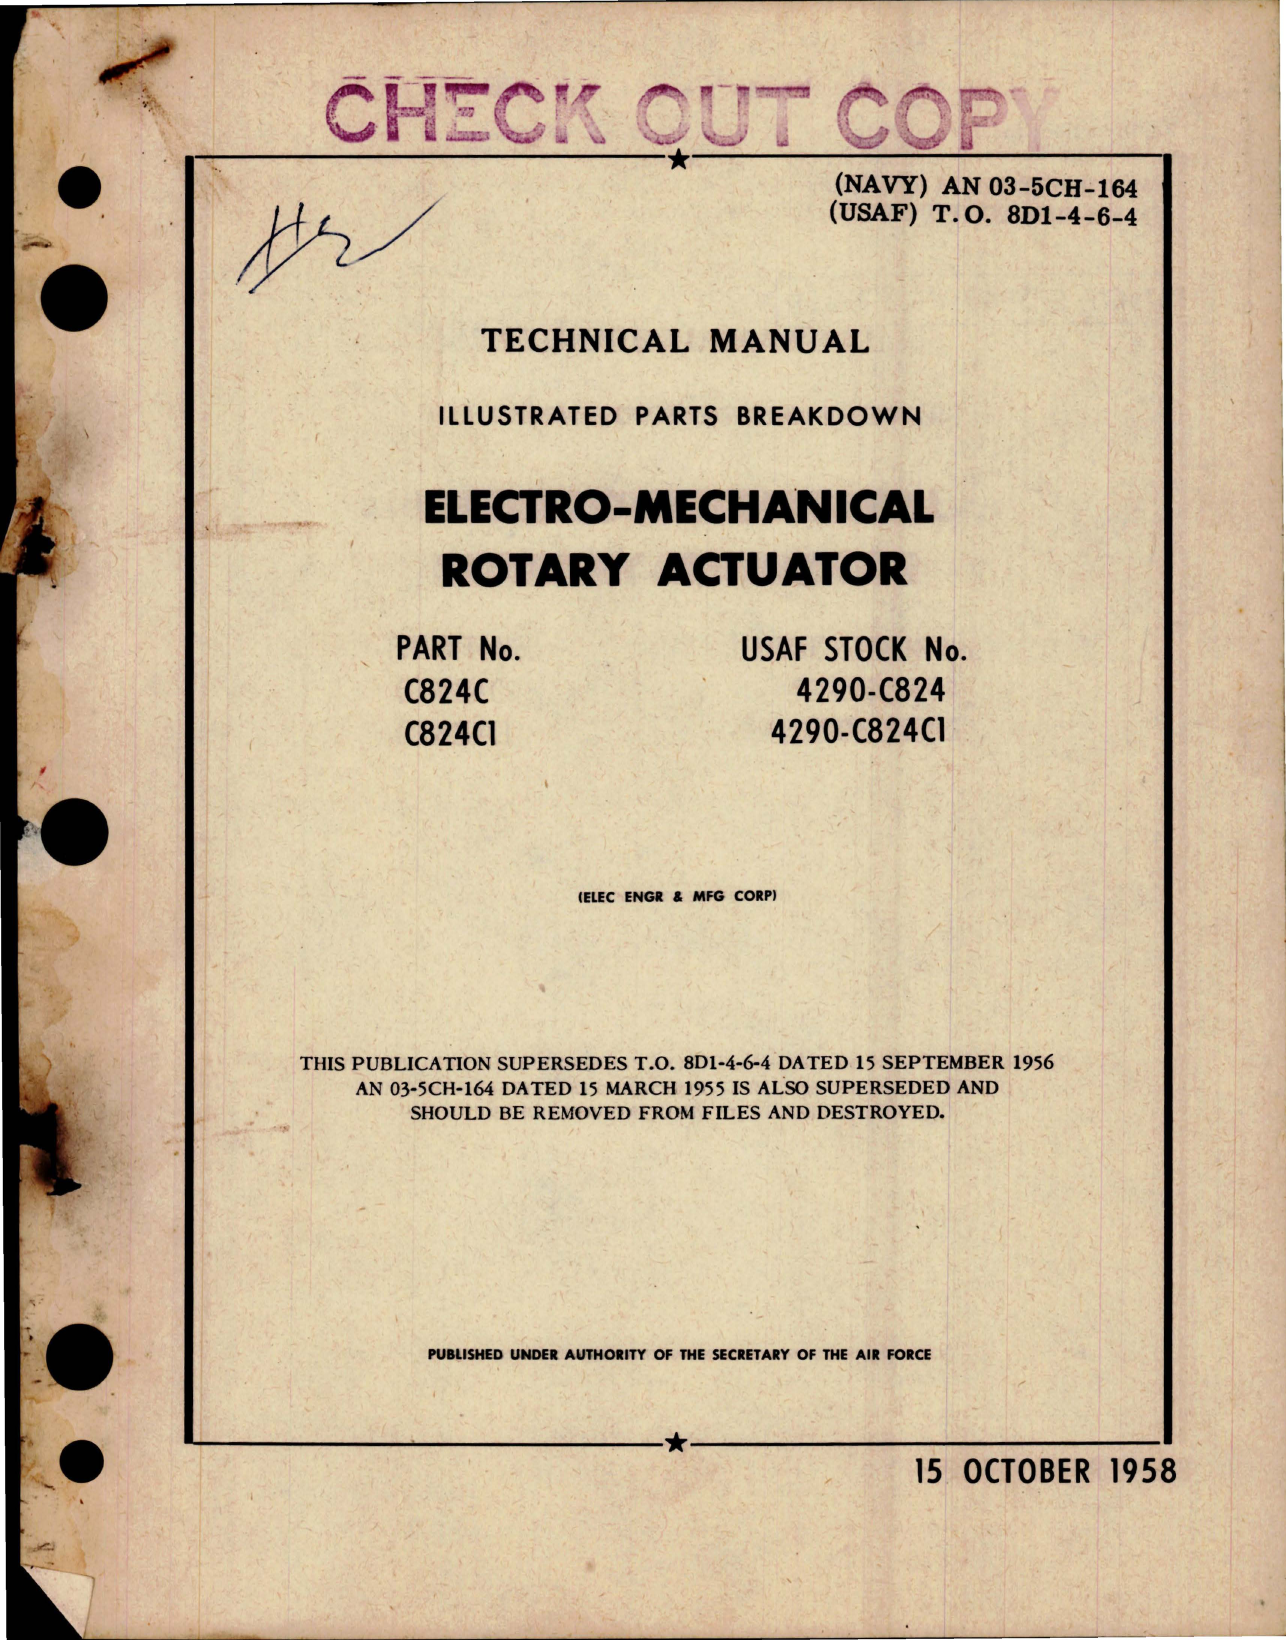 CHECK OUT COPY
(NAVY) AN 03-5CH-164
(USAF) T.O. 8D1-4-6-4
TECHNICAL MANUAL
ILLUSTRATED PARTS BREAKDOWN
ELECTRO-MECHANICAL
ROTARY ACTUATOR
PART No. USAF STOCK No.
C824C 4290-C824
C824C1 4290-C824C1
(ELEC ENGR & MFG CORP)
THIS PUBLICATION SUPERSEDES T.O. 8D1-4-6-4 DATED 15 SEPTEMBER 1956
AN 03-5CH-164 DATED 15 MARCH 1955 IS ALSO SUPERSEDED AND
SHOULD BE REMOVED FROM FILES AND DESTROYED.
PUBLISHED UNDER AUTHORITY OF THE SECRETARY OF THE AIR FORCE
15 OCTOBER 1958